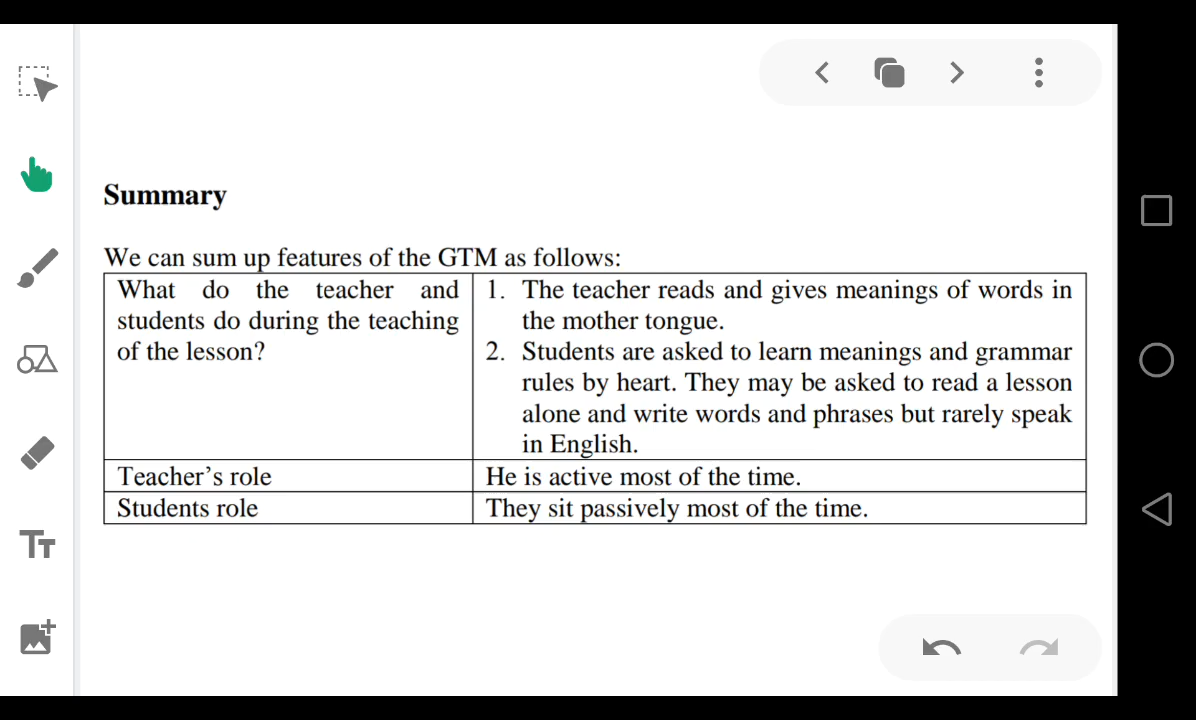 Summary
We can sum up features of the GTM as follows:
What do the teacher and
students do during the teaching
of the lesson?
1. The teacher reads and gives meanings of words in
the mother tongue.
2. Students are asked to learn meanings and grammar
rules by heart. They may be asked to read a lesson
alone and write words and phrases but rarely speak
in English.
Teacher’s role
He is active most of the time.
Students role
They sit passively most of the time.
TT